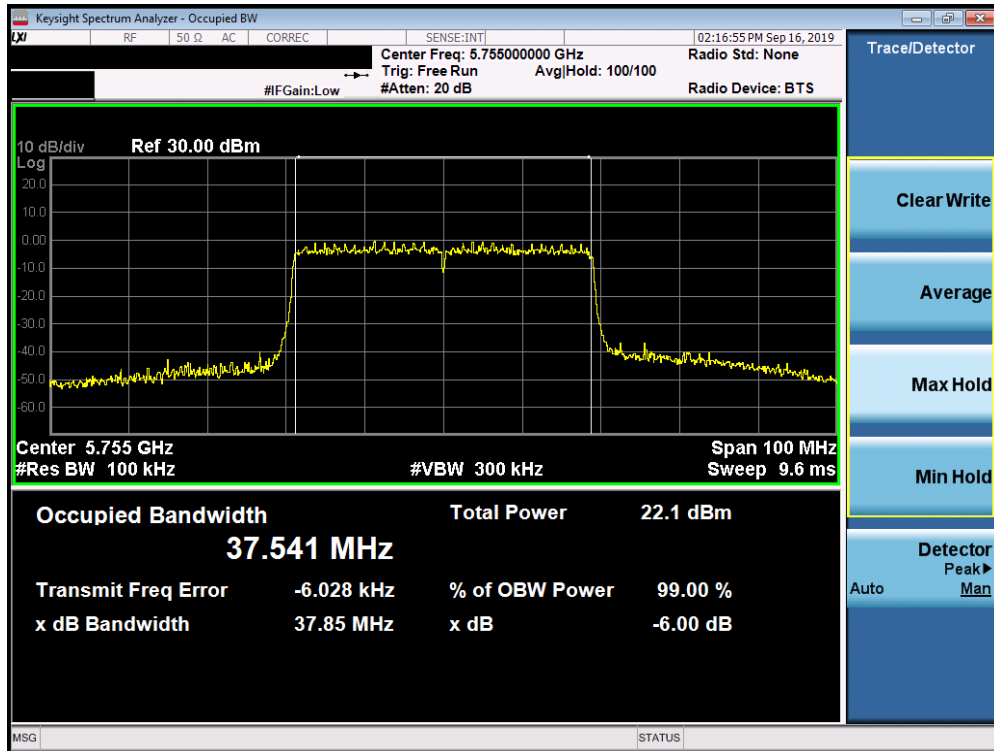 Keysight Spectrum Analyzer - Occupied BW
LXI RF 50 Ω AC CORREC SENSE:INT 02:16:55 PM Sep 16, 2019
Center Freq: 5.755000000 GHz Radio Std: None
Trig: Free Run Avg|Hold: 100/100
#IFGain:Low #Atten: 20 dB Radio Device: BTS
10 dB/div Ref 30.00 dBm
Log
20.0
10.0
0.00
-10.0
-20.0
-30.0
-40.0
-50.0
-60.0
Center 5.755 GHz Span 100 MHz
#Res BW 100 kHz #VBW 300 kHz Sweep 9.6 ms
Occupied Bandwidth Total Power 22.1 dBm
37.541 MHz
Transmit Freq Error -6.028 kHz % of OBW Power 99.00 %
x dB Bandwidth 37.85 MHz x dB -6.00 dB
MSG STATUS
Trace/Detector
Clear Write
Average
Max Hold
Min Hold
Detector
Peak▶
Auto Man